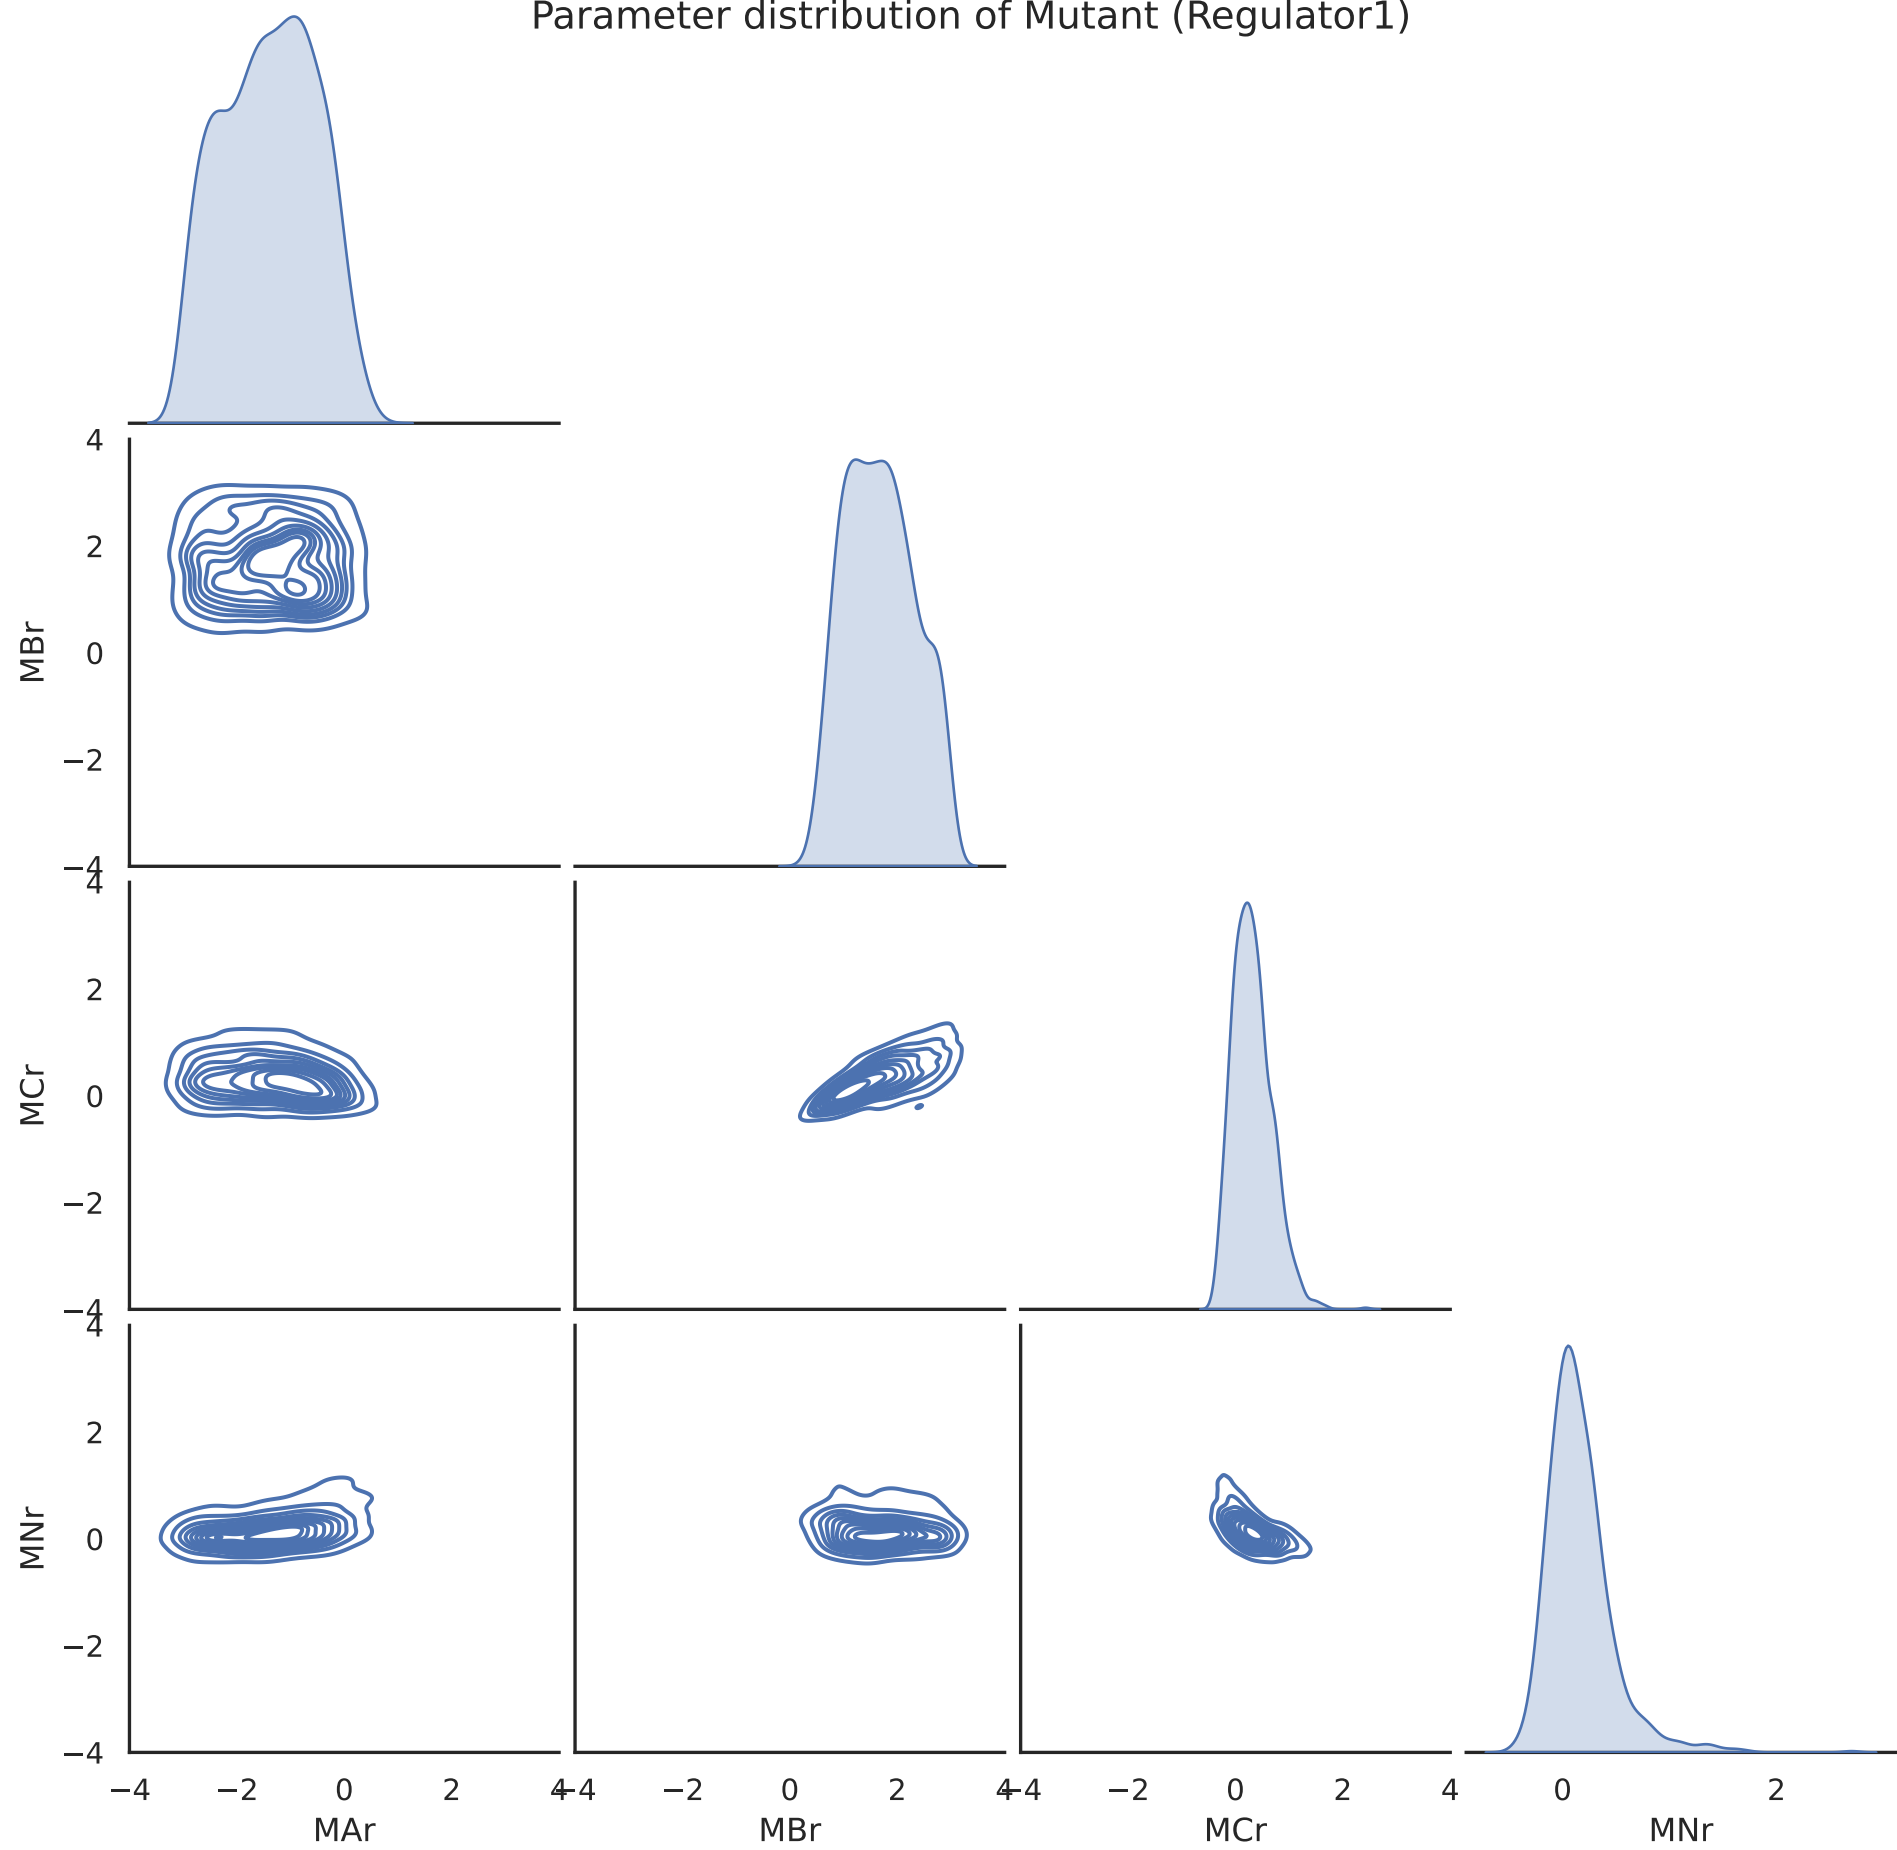 Parameter distribution of Mutant (Regulator1)
4
2
0
−2
−4
MBr
4
2
0
−2
−4
MCr
4
2
0
−2
−4
MNr
−4 −2 0 2 4 −4 −2 0 2 4 −4 −2 0 2 4 0 2
MAr MBr MCr MNr